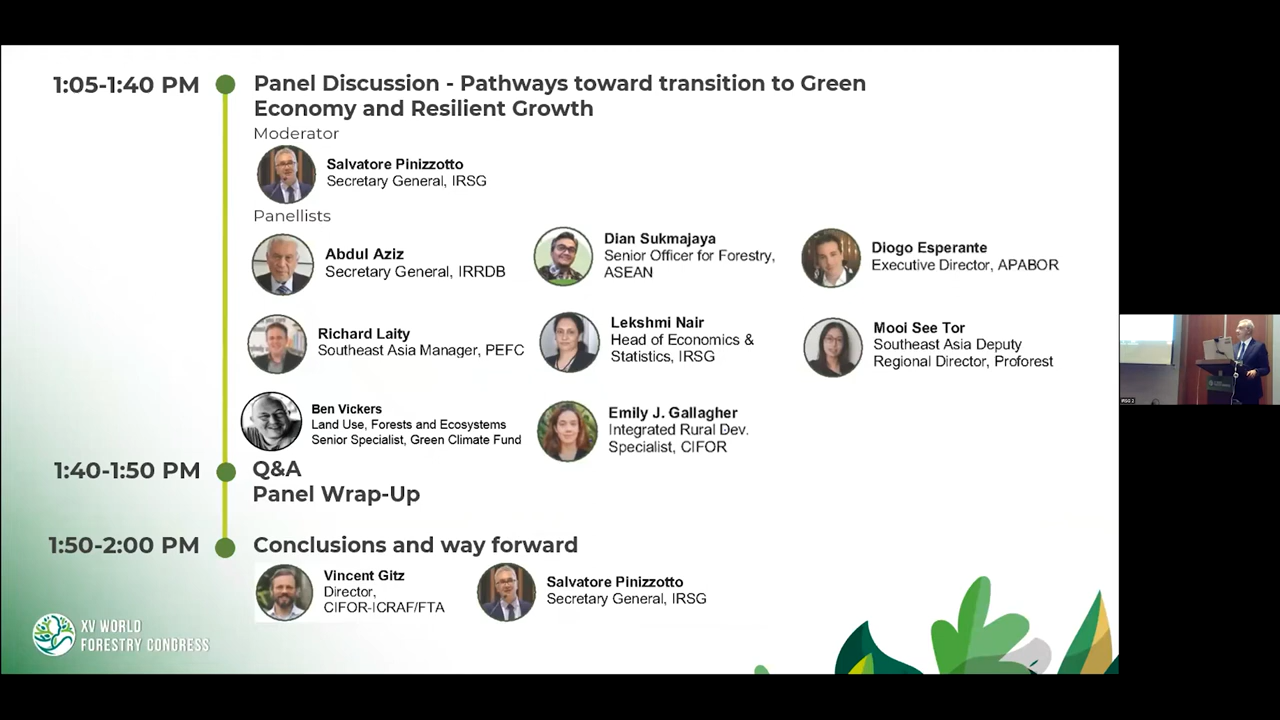 1:05-1:40 PM
Panel Discussion - Pathways toward transition to Green
Economy and Resilient Growth
Moderator
Salvatore Pinizzotto
Secretary General, IRSG
Panellists
Abdul Aziz
Secretary General, IRRDB
Dian Sukmajaya
Senior Officer for Forestry,
ASEAN
Diogo Esperante
Executive Director, APABOR
Richard Laity
Southeast Asia Manager, PEFC
Lekshmi Nair
Head of Economics &
Statistics, IRSG
Mooi See Tor
Southeast Asia Deputy
Regional Director, Proforest
Ben Vickers
Land Use, Forests and Ecosystems
Senior Specialist, Green Climate Fund
Emily J. Gallagher
Integrated Rural Dev.
Specialist, CIFOR
1:40-1:50 PM
Q&A
Panel Wrap-Up
1:50-2:00 PM
Conclusions and way forward
Vincent Gitz
Director,
CIFOR-ICRAF/FTA
Salvatore Pinizzotto
Secretary General, IRSG
XV WORLD
FORESTRY CONGRESS